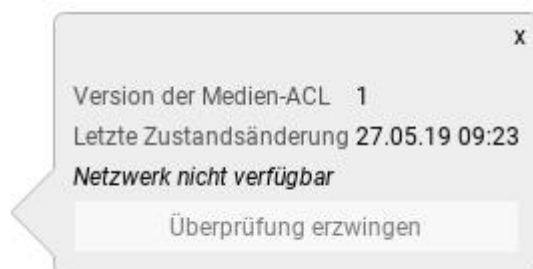 x
Version der Medien-ACL 1
Letzte Zustandsänderung 27.05.19 09:23
Netzwerk nicht verfügbar
Überprüfung erzwingen